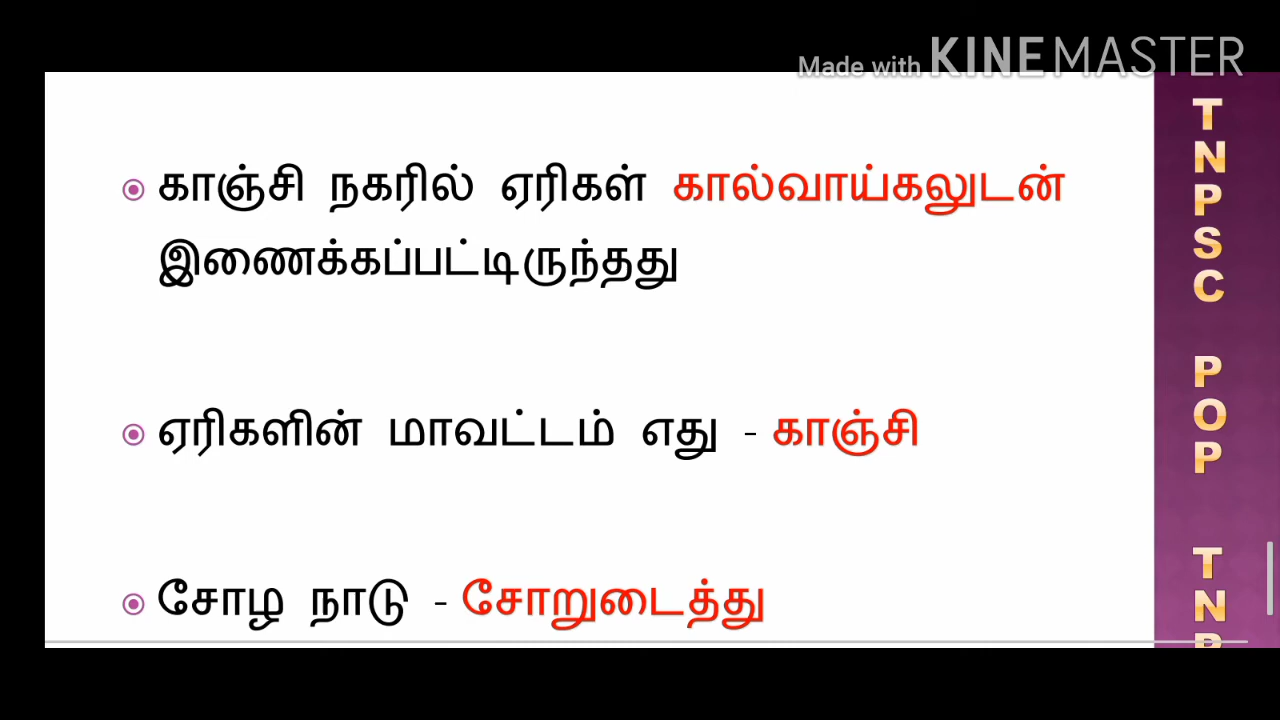 Made with KINEMASTER
காஞ்சி நகரில் ஏரிகள் கால்வாய்கலுடன்
இணைக்கப்பட்டிருந்தது
ஏரிகளின் மாவட்டம் எது - காஞ்சி
சோழ நாடு - சோறுடைத்து
TNPSC POP TNP